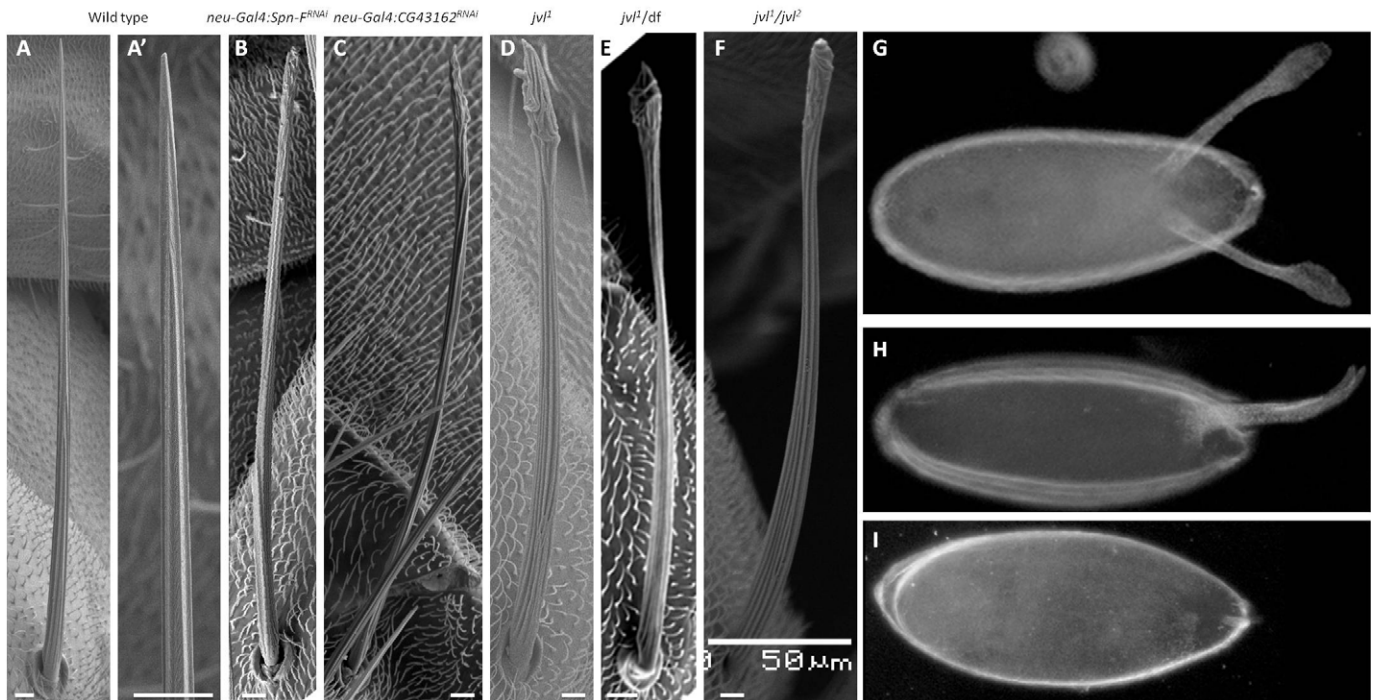 Wild type neu-Gal4:Spn-F^RNAi neu-Gal4:CG43162^RNAi jvl^1 jvl^1/df jvl^1/jvl^2
A A’ B C D E F G
H
I
50µm